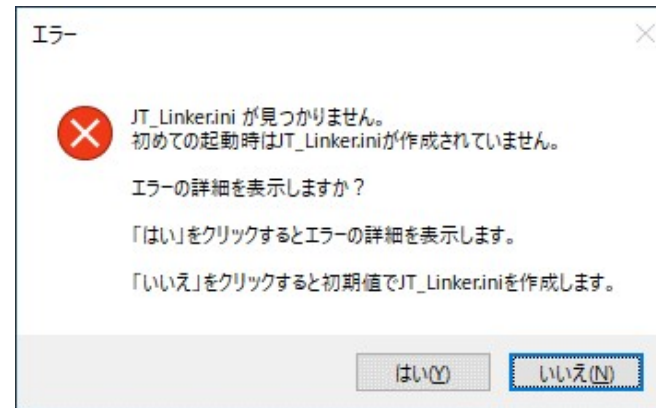 エラー
JT_Linker.ini が見つかりません。
初めての起動時はJT_Linker.iniが作成されていません。
エラーの詳細を表示しますか？
「はい」をクリックするとエラーの詳細を表示します。
「いいえ」をクリックすると初期値でJT_Linker.iniを作成します。
はい(Y)
いいえ(N)